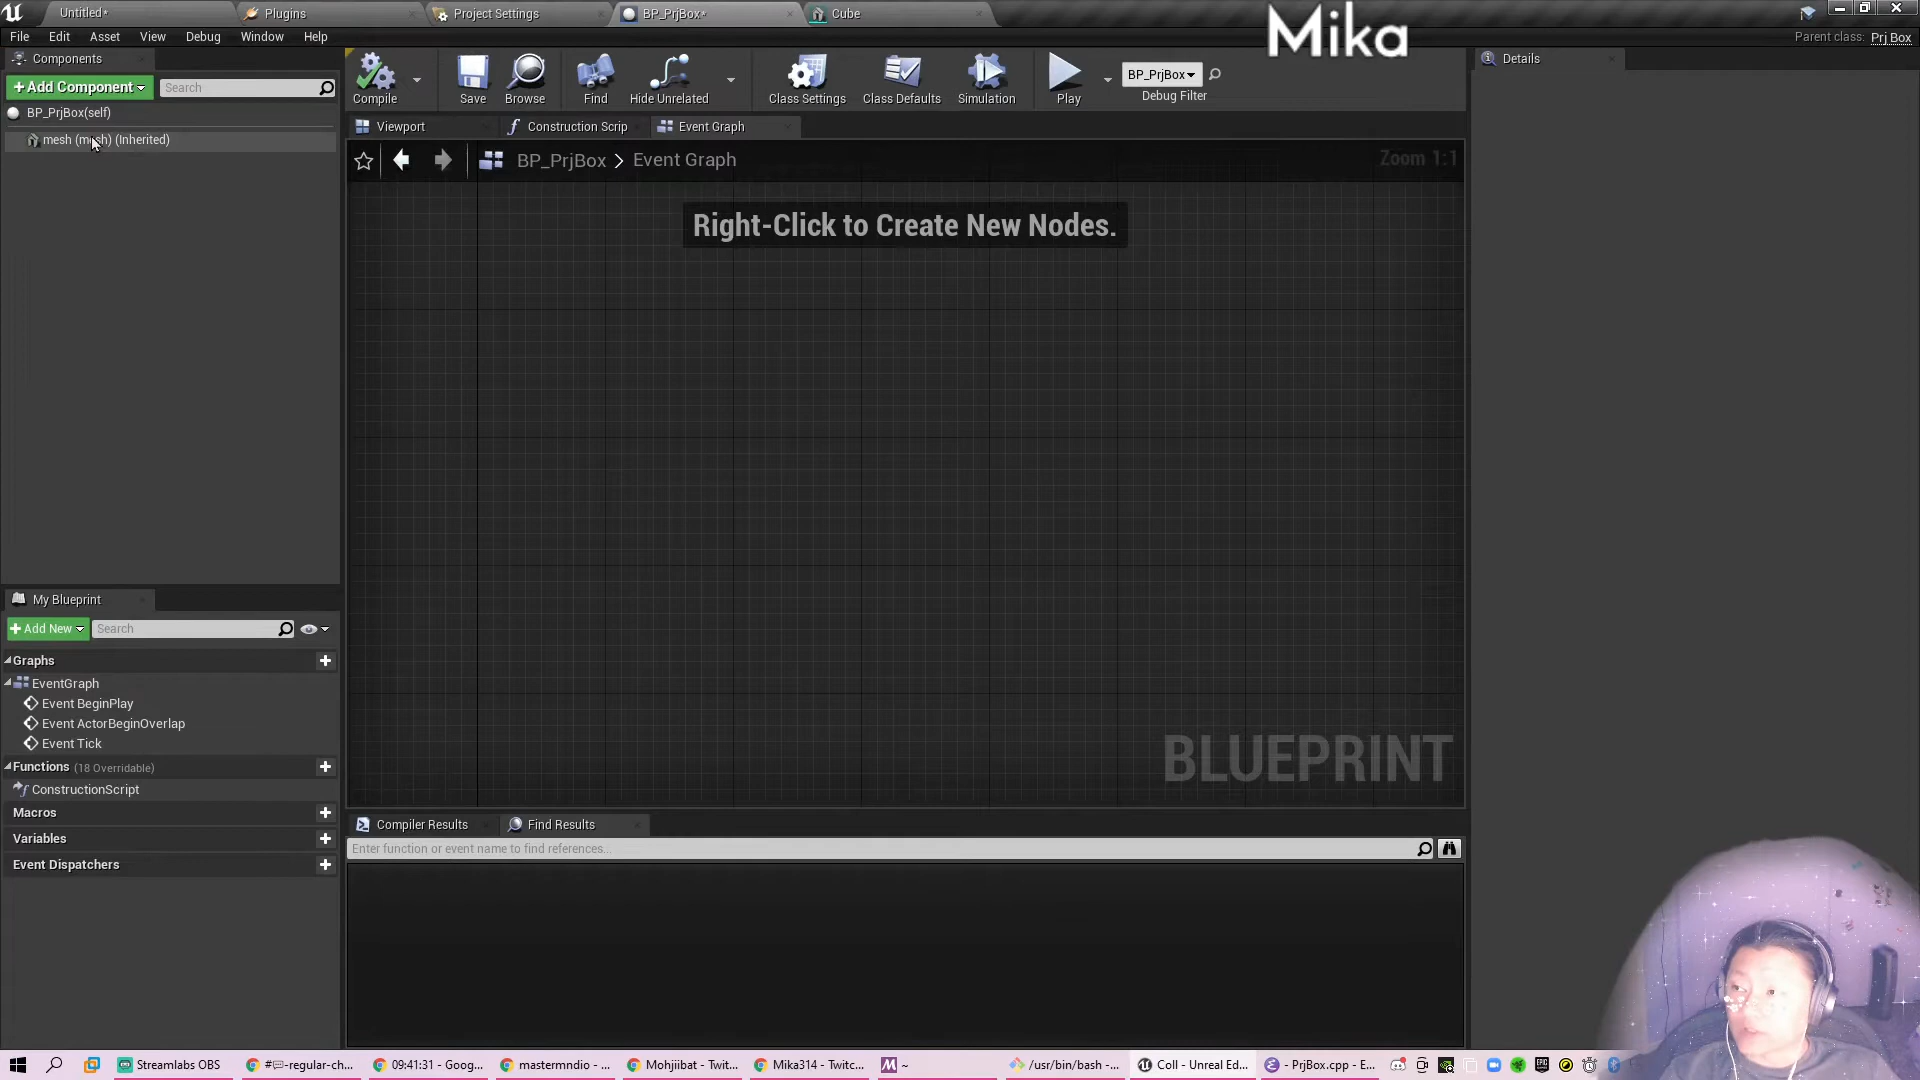 Untitled*
Plugins
Project Settings
BP_PrjBox*
Cube
Mika
File
Edit
Asset
View
Debug
Window
Help
Parent class:
Prj Box
Components
+Add Component
Search
BP_PrjBox(self)
mesh (mesh) (Inherited)
Compile
Save
Browse
Find
Hide Unrelated
Class Settings
Class Defaults
Simulation
Play
BP_PrjBox
Debug Filter
Details
Viewport
Construction Scrip
Event Graph
BP_PrjBox > Event Graph
Zoom 1:1
Right-Click to Create New Nodes.
BLUEPRINT
My Blueprint
+Add New
Search
Graphs
EventGraph
Event BeginPlay
Event ActorBeginOverlap
Event Tick
Functions (18 Overridable)
ConstructionScript
Macros
Variables
Event Dispatchers
Compiler Results
Find Results
Enter function or event name to find references...
Streamlabs OBS
#💬-regular-ch...
09:41:31 - Goog...
mastermndio - ...
Mohjiibat - Twit...
Mika314 - Twitc...
~
/usr/bin/bash -...
Coll - Unreal Ed...
- PrjBox.cpp - E...